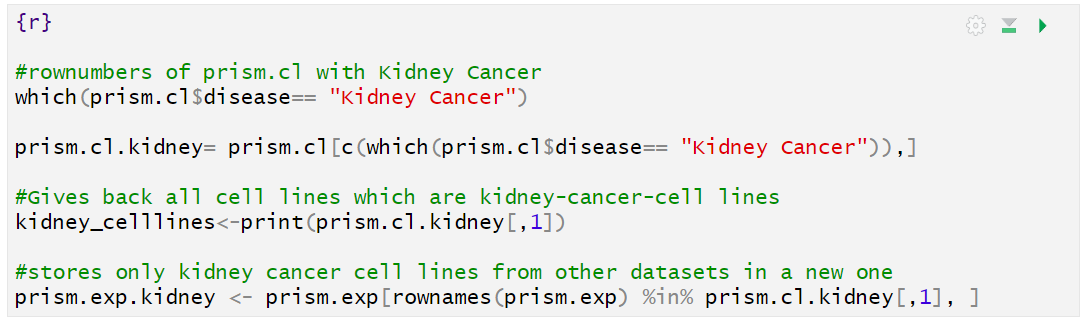 {r}
#rownumbers of prism.cl with Kidney Cancer
which(prism.cl$disease== "Kidney Cancer")
prism.cl.kidney= prism.cl[c(which(prism.cl$disease== "Kidney Cancer")),]
#Gives back all cell lines which are kidney-cancer-cell lines
kidney_celllines<-print(prism.cl.kidney[,1])
#stores only kidney cancer cell lines from other datasets in a new one
prism.exp.kidney <- prism.exp[rownames(prism.exp) %in% prism.cl.kidney[,1], ]